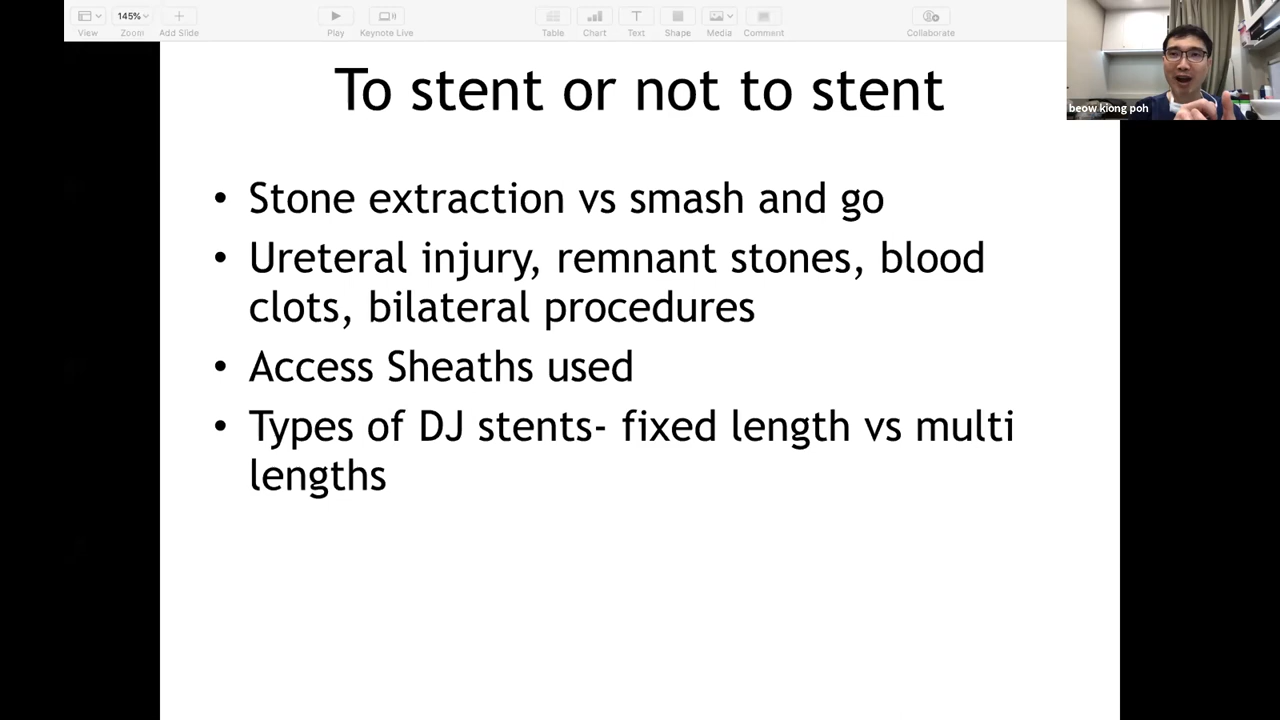 145%
View
Zoom
Add Slide
Play
Keynote Live
Table
Chart
Text
Shape
Media
Comment
Collaborate
beow kiong poh
To stent or not to stent
• Stone extraction vs smash and go
• Ureteral injury, remnant stones, blood
clots, bilateral procedures
• Access Sheaths used
• Types of DJ stents- fixed length vs multi
lengths